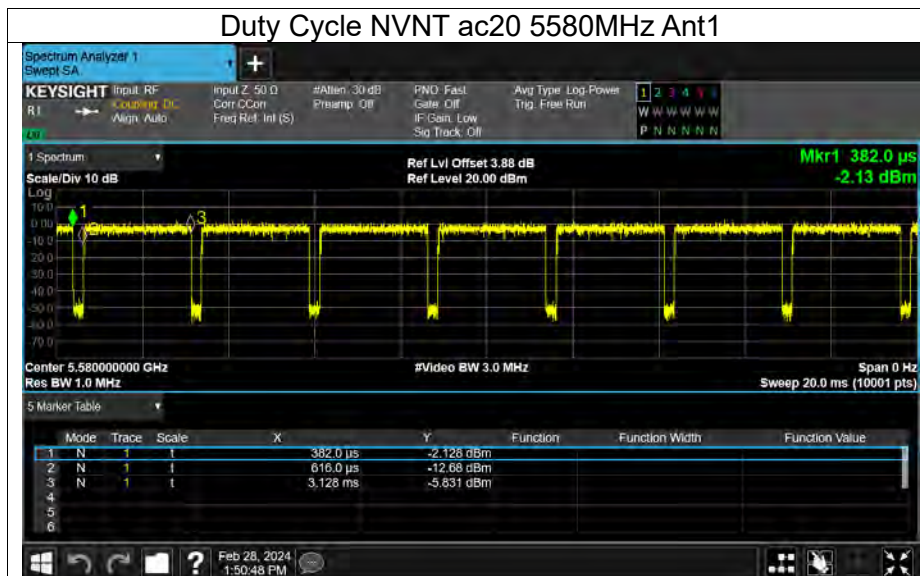 Duty Cycle NVNT ac20 5580MHz Ant1
Spectrum Analyzer 1
Swept SA
+
KEYSIGHT Input: RF Input Z: 50 Ω #Atten: 30 dB PNO: Fast Avg Type: Log-Power 1 2 3 4 5 6
Coupling: DC Corr CCorr Preamp: Off Gate: Off Trig: Free Run W W W W W W
Align: Auto Freq Ref: Int (S) IF Gain: Low
Sig Track: Off P N N N N N
1 Spectrum Ref Lvl Offset 3.88 dB Mkr1 382.0 µs
Scale/Div 10 dB Ref Level 20.00 dBm -2.13 dBm
Log
10.0
0.00
-10.0
-20.0
-30.0
-40.0
-50.0
-60.0
-70.0
1
2
3
Center 5.580000000 GHz #Video BW 3.0 MHz Span 0 Hz
Res BW 1.0 MHz Sweep 20.0 ms (10001 pts)
5 Marker Table
Mode Trace Scale X Y Function Function Width Function Value
1 N 1 t 382.0 µs -2.128 dBm
2 N 1 t 616.0 µs -12.68 dBm
3 N 1 t 3.128 ms -5.831 dBm
4
5
6
? Feb 28, 2024
1:50:48 PM